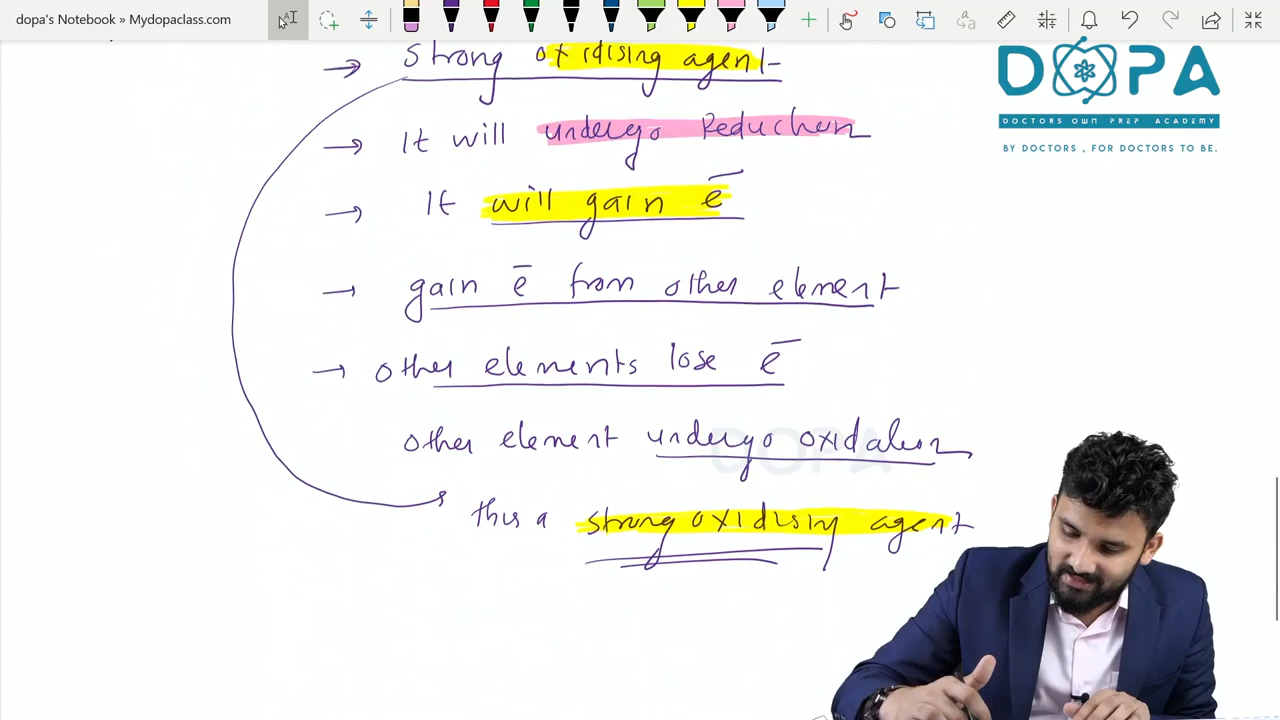 dopa's Notebook » Mydopaclass.com
→ Strong oxidising agent
→ It will undergo Reduction
→ It will gain e̅
→ gain e̅ from other element
→ other elements lose e̅
other element undergo oxidation
this a strong oxidising agent
DOPA
DOCTORS OWN PREP ACADEMY
BY DOCTORS , FOR DOCTORS TO BE.
DOPA